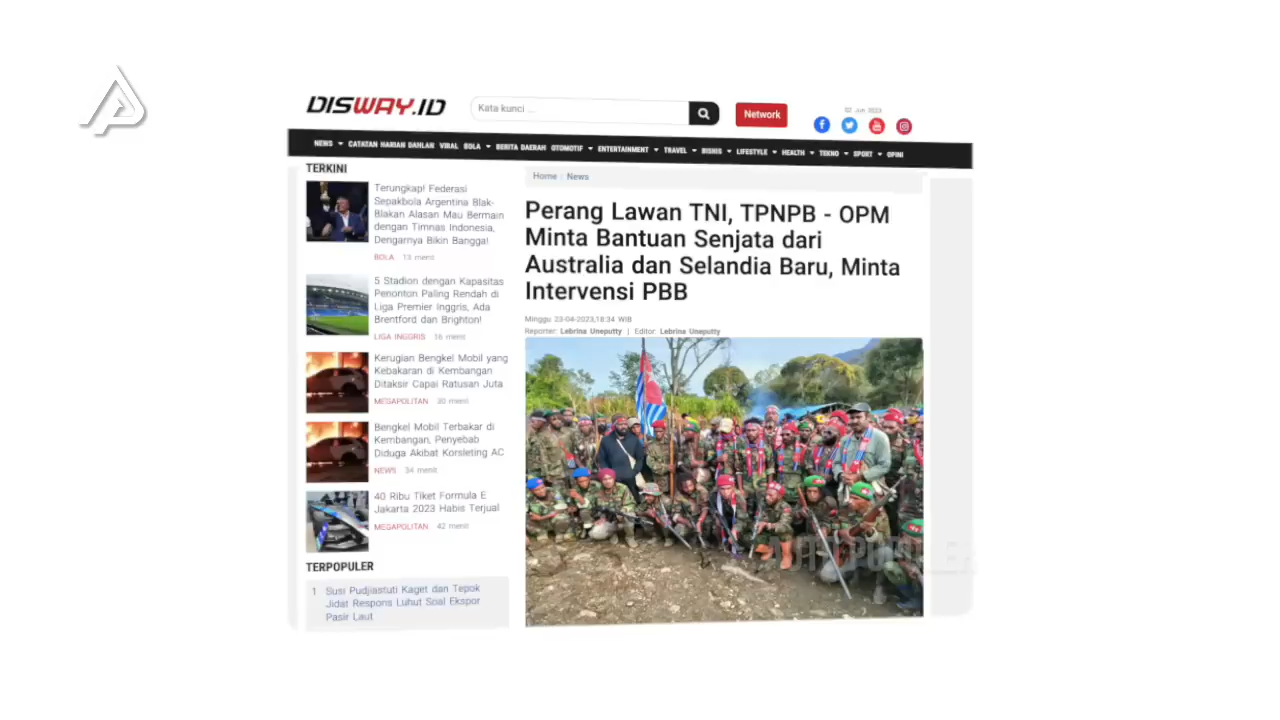 DISWAY.ID
Kata kunci ...
Network
02 Jun 2023
NEWS CATATAN HARIAN DAHLAN VIRAL BOLA BERITA DAERAH OTOMOTIF ENTERTAINMENT TRAVEL BISNIS LIFESTYLE HEALTH TEKNO SPORT OPINI
TERKINI
Terungkap! Federasi
Sepakbola Argentina Blak-
Blakan Alasan Mau Bermain
dengan Timnas Indonesia,
Dengarnya Bikin Bangga!
BOLA 13 menit
5 Stadion dengan Kapasitas
Penonton Paling Rendah di
Liga Premier Inggris, Ada
Brentford dan Brighton!
LIGA INGGRIS 16 menit
Kerugian Bengkel Mobil yang
Kebakaran di Kembangan
Ditaksir Capai Ratusan Juta
MEGAPOLITAN 30 menit
Bengkel Mobil Terbakar di
Kembangan, Penyebab
Diduga Akibat Korsleting AC
NEWS 34 menit
40 Ribu Tiket Formula E
Jakarta 2023 Habis Terjual
MEGAPOLITAN 42 menit
TERPOPULER
1 Susi Pudjiastuti Kaget dan Tepok
Jidat Respons Luhut Soal Ekspor
Pasir Laut
Home News
Perang Lawan TNI, TPNPB - OPM
Minta Bantuan Senjata dari
Australia dan Selandia Baru, Minta
Intervensi PBB
Minggu 23-04-2023,18:34 WIB
Reporter: Lebrina Uneputty | Editor: Lebrina Uneputty
AUTO POPULER